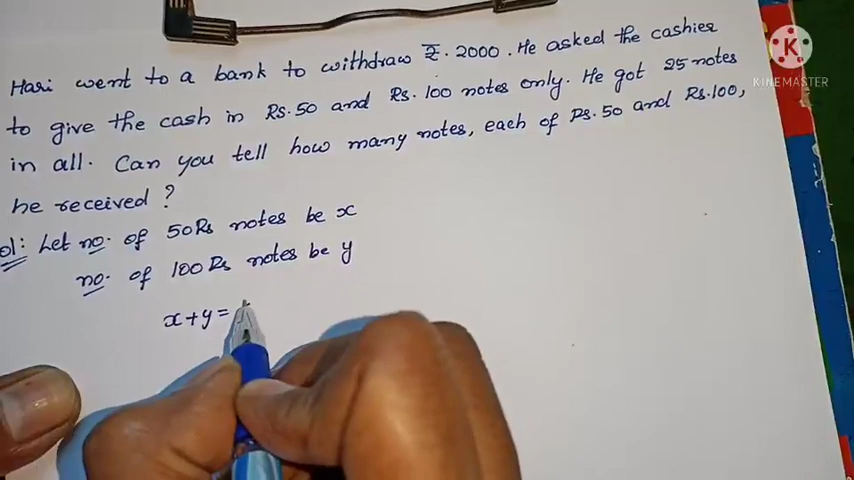 Hari went to a bank to withdraw ₹. 2000. He asked the cashier
to give the cash in Rs. 50 and Rs. 100 notes only. He got 25 notes
in all. Can you tell how many notes, each of Rs. 50 and Rs. 100,
he received?
ol: Let no. of 50Rs notes be x
no. of 100Rs notes be y
x+y=
K
KINEMASTER